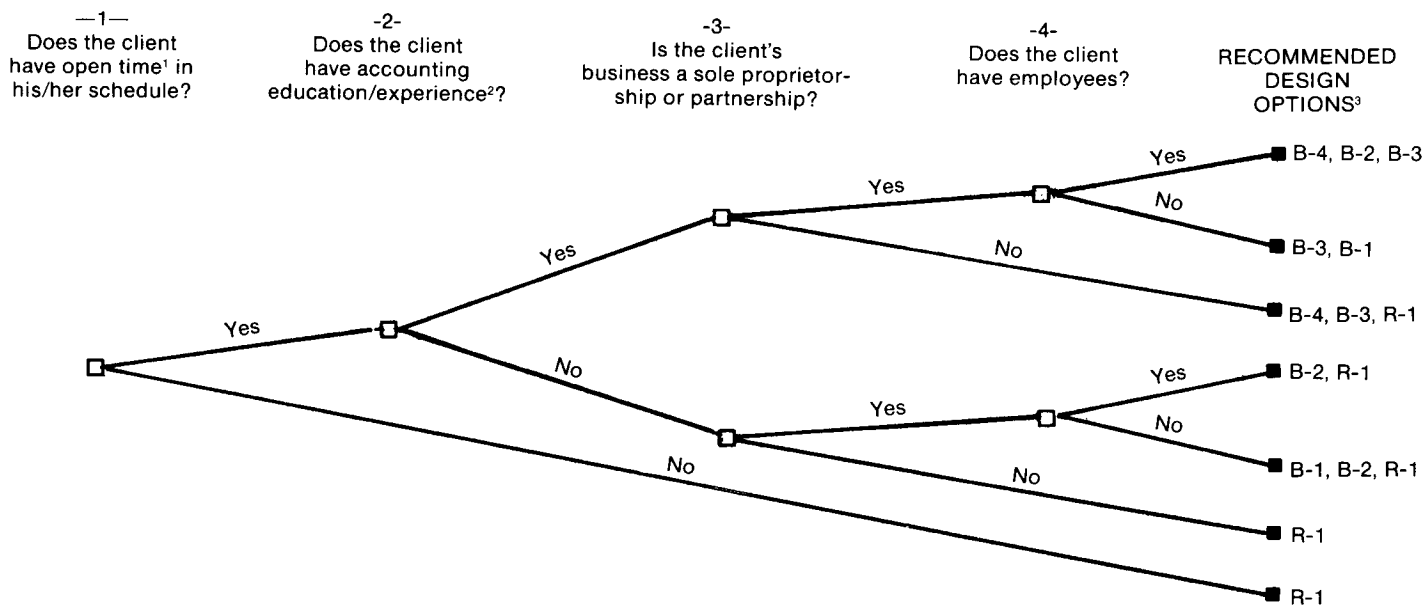 —1—
Does the client
have open time¹ in
his/her schedule?
-2-
Does the client
have accounting
education/experience²?
-3-
Is the client's
business a sole proprietor-
ship or partnership?
-4-
Does the client
have employees?
RECOMMENDED
DESIGN
OPTIONS³
Yes
B-4, B-2, B-3
Yes
No
B-3, B-1
Yes
No
B-4, B-3, R-1
Yes
No
Yes
B-2, R-1
Yes
No
B-1, B-2, R-1
No
No
R-1
R-1